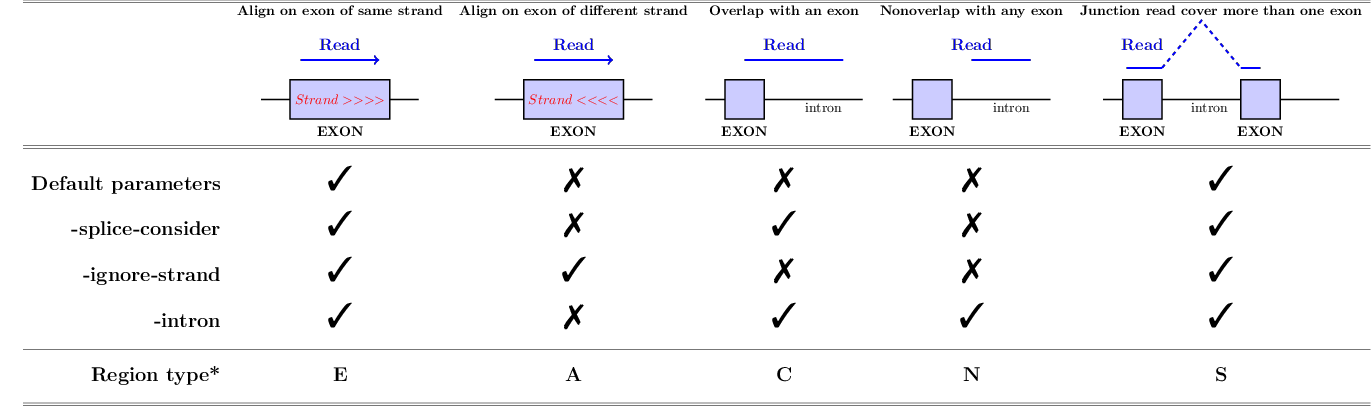 Align on exon of same strand Align on exon of different strand Overlap with an exon Nonoverlap with any exon Junction read cover more than one exon
Read Read Read Read Read
Strand >>>> Strand <<<<
intron intron intron
EXON EXON EXON EXON EXON EXON
Default parameters ✓ ✗ ✗ ✗ ✓
-splice-consider ✓ ✗ ✓ ✗ ✓
-ignore-strand ✓ ✓ ✗ ✗ ✓
-intron ✓ ✗ ✓ ✓ ✓
Region type* E A C N S